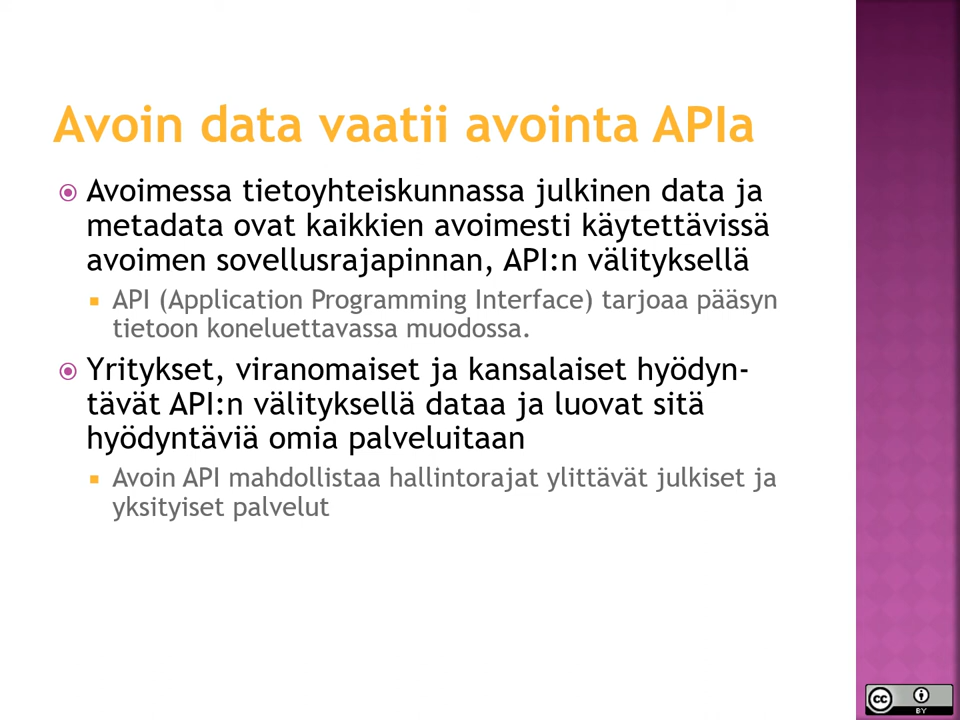 Avoin data vaatii avointa APIa
Avoimessa tietoyhteiskunnassa julkinen data ja
metadata ovat kaikkien avoimesti käytettävissä
avoimen sovellusrajapinnan, API:n välityksellä
API (Application Programming Interface) tarjoaa pääsyn
tietoon koneluettavassa muodossa.
Yritykset, viranomaiset ja kansalaiset hyödyn-
tävät API:n välityksellä dataa ja luovat sitä
hyödyntäviä omia palveluitaan
Avoin API mahdollistaa hallintorajat ylittävät julkiset ja
yksityiset palvelut
cc
BY